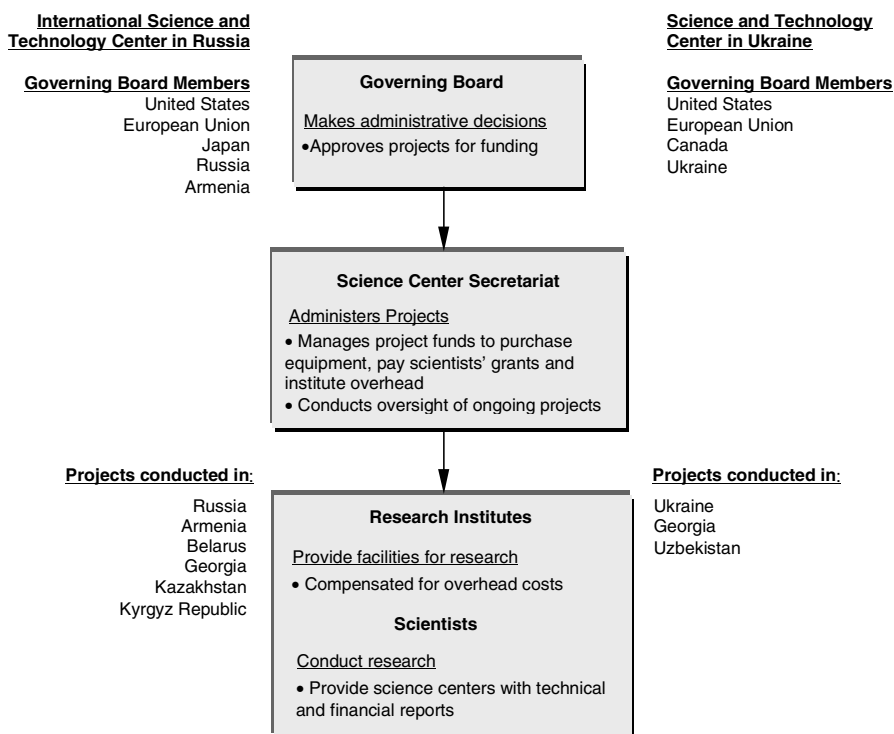 International Science and
Technology Center in Russia
Governing Board Members
United States
European Union
Japan
Russia
Armenia
Science and Technology
Center in Ukraine
Governing Board Members
United States
European Union
Canada
Ukraine
Governing Board
Makes administrative decisions
•Approves projects for funding
Science Center Secretariat
Administers Projects
• Manages project funds to purchase
equipment, pay scientists' grants and
institute overhead
• Conducts oversight of ongoing projects
Projects conducted in:
Russia
Armenia
Belarus
Georgia
Kazakhstan
Kyrgyz Republic
Projects conducted in:
Ukraine
Georgia
Uzbekistan
Research Institutes
Provide facilities for research
• Compensated for overhead costs
Scientists
Conduct research
• Provide science centers with technical
and financial reports